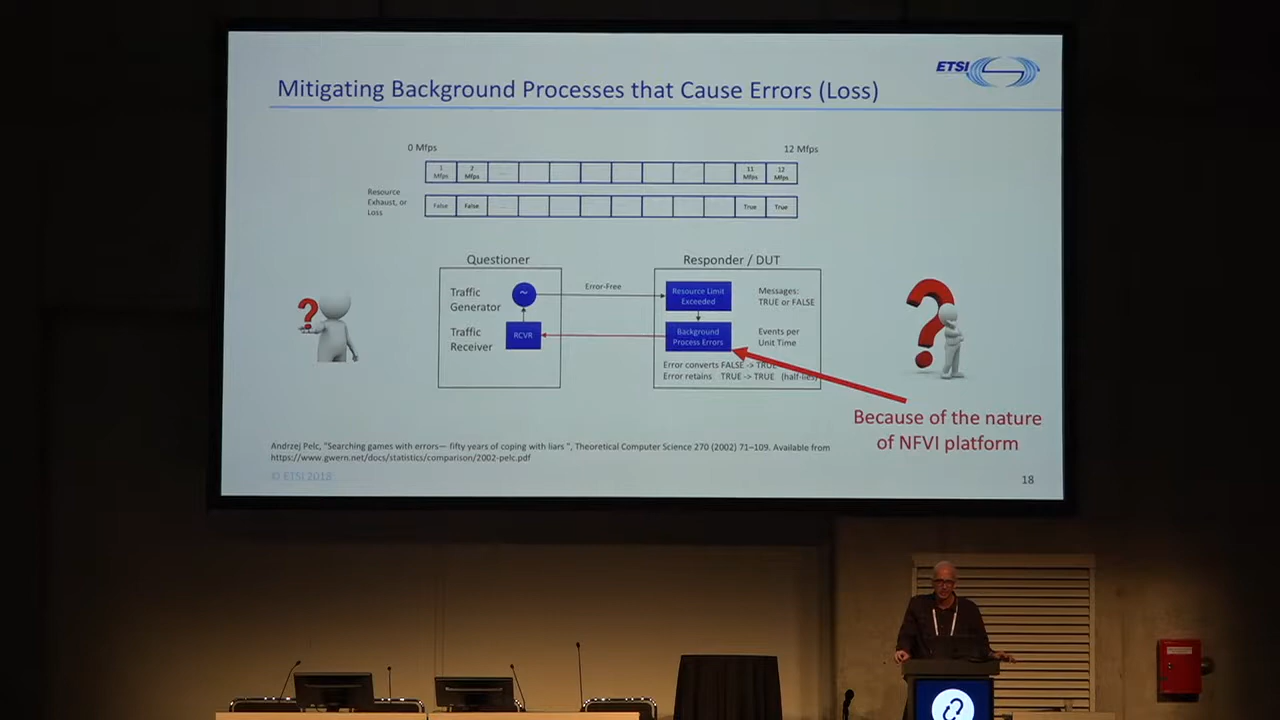 ETSI
Mitigating Background Processes that Cause Errors (Loss)
0 Mfps
12 Mfps
1 Mfps
2 Mfps
11 Mfps
12 Mfps
Resource
Exhaust, or
Loss
False
False
True
True
Questioner
Responder / DUT
Traffic
Generator
~
Error-Free
Resource Limit
Exceeded
Messages:
TRUE or FALSE
Traffic
Receiver
RCVR
Background
Process Errors
Events per
Unit Time
Error converts FALSE -> TRUE
Error retains TRUE -> TRUE (half-lies)
?
?
Because of the nature
of NFVI platform
Andrzej Pelc, "Searching games with errors— fifty years of coping with liars ", Theoretical Computer Science 270 (2002) 71–109. Available from
https://www.gwern.net/docs/statistics/comparison/2002-pelc.pdf
© ETSI 2018
18